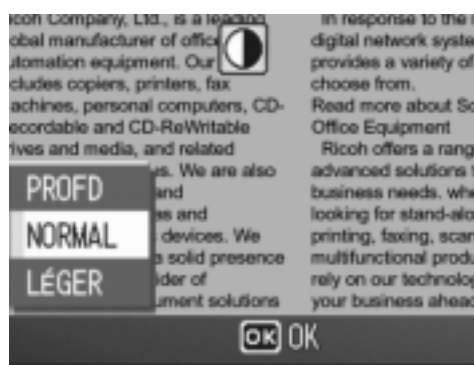 icoh Company, Ltd., is a leading
obal manufacturer of office
utomation equipment. Our
cludes copiers, printers, fax
achines, personal computers, CD-
ecordable and CD-ReWritable
rives and media, and related
es. We are also
and
as and
devices. We
a solid presence
ider of
ument solutions
In response to the
digital network syste
provides a variety of
choose from.
Read more about So
Office Equipment
Ricoh offers a rang
advanced solutions
business needs. whe
looking for stand-alo
printing, faxing, scan
multifunctional produ
rely on our technolog
your business ahead
PROFD
NORMAL
LÉGER
OK OK